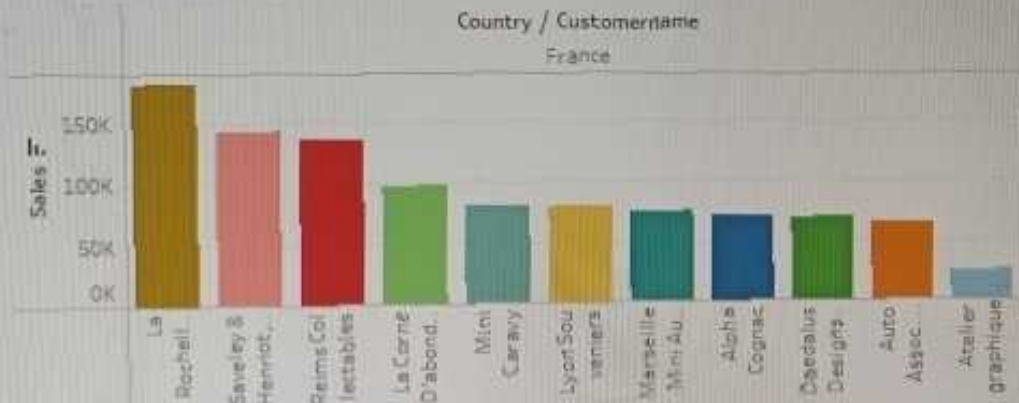 Country / Customername
France
Sales
150K
100K
50K
0K
La
Rochell
Saveley &
Henriot,..
Reims Col
lectables
La Corne
D'abond..
Mini
Caravy
Lyon Sou
veniers
Marseille
Mini Au..
Alpha
Cognac
Daedalus
Designs
Auto
Assoc...
Atelier
graphique